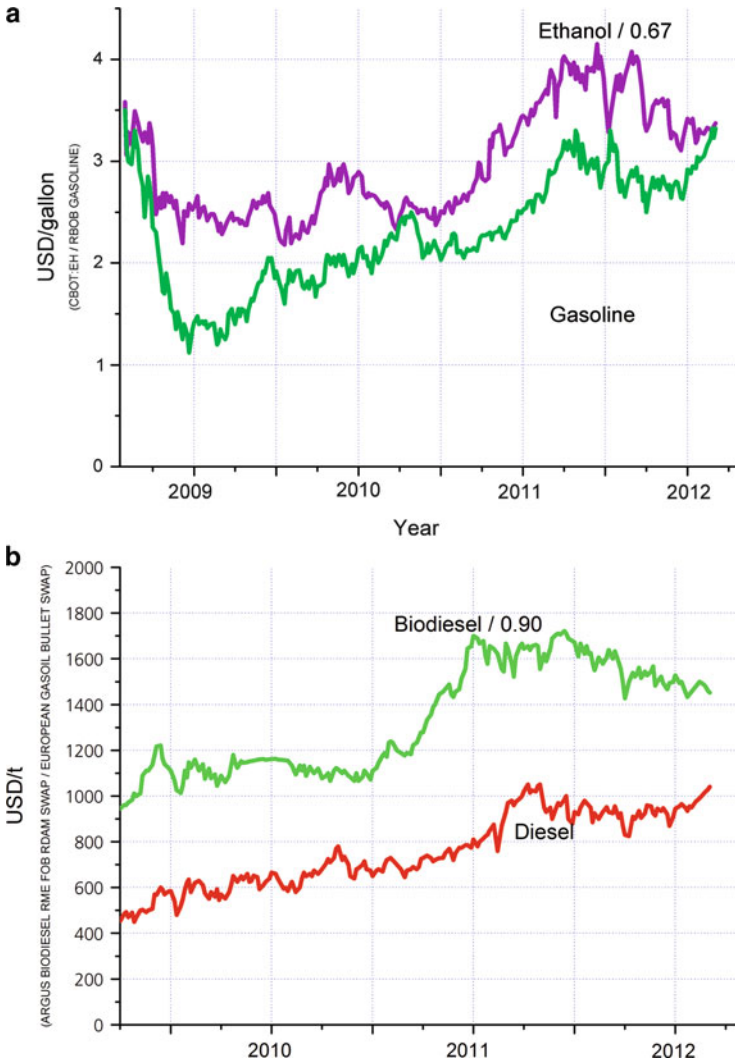 a
Ethanol / 0.67
4
3
2
1
0
USD/gallon
(CBOT:EH / RBOB GASOLINE)
Gasoline
2009 2010 2011 2012
Year
b
2000
1800
1600
1400
1200
1000
800
600
400
200
0
USD/t
(ARGUS BIODIESEL RME FOB RDAM SWAP / EUROPEAN GASOIL BULLET SWAP)
Biodiesel / 0.90
Diesel
2010 2011 2012